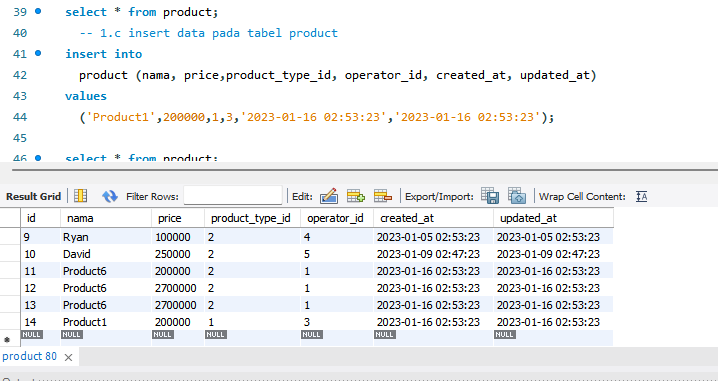 39 select * from product;
40 -- 1.c insert data pada tabel product
41 insert into
42 product (nama, price,product_type_id, operator_id, created_at, updated_at)
43 values
44 ('Product1',200000,1,3,'2023-01-16 02:53:23','2023-01-16 02:53:23');
45
46 select * from product;
Result Grid Filter Rows: Edit: Export/Import: Wrap Cell Content:
id nama price product_type_id operator_id created_at updated_at
9 Ryan 100000 2 4 2023-01-05 02:53:23 2023-01-05 02:53:23
10 David 250000 2 5 2023-01-09 02:47:23 2023-01-09 02:47:23
11 Product6 200000 2 1 2023-01-16 02:53:23 2023-01-16 02:53:23
12 Product6 2700000 2 1 2023-01-16 02:53:23 2023-01-16 02:53:23
13 Product6 2700000 2 1 2023-01-16 02:53:23 2023-01-16 02:53:23
14 Product1 200000 1 3 2023-01-16 02:53:23 2023-01-16 02:53:23
NULL NULL NULL NULL NULL NULL NULL
product 80